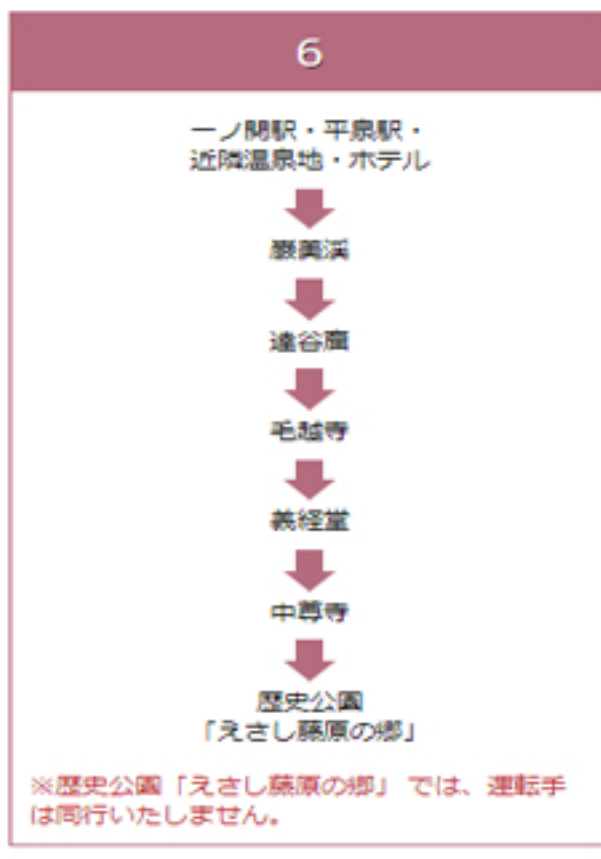 6
一ノ関駅・平泉駅・
近隣温泉地・ホテル
厳美渓
達谷窟
毛越寺
義経堂
中尊寺
歴史公園
「えさし藤原の郷」
※歴史公園「えさし藤原の郷」 では、運転手
は同行いたしません。